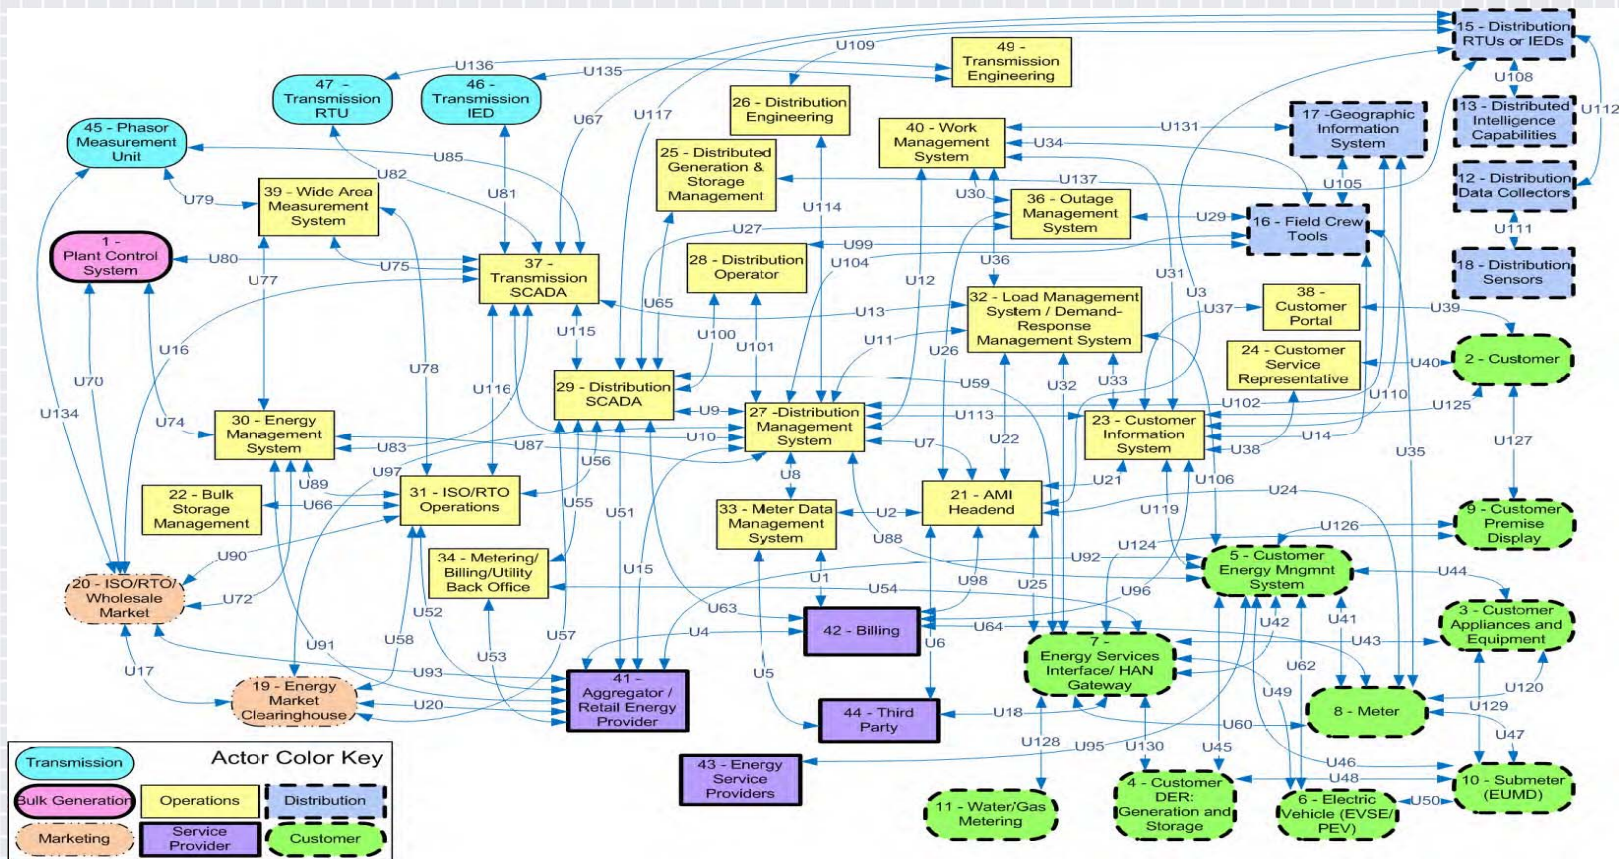 U109
15 - Distribution
RTUs or IEDs
U136
49 -
Transmission
Engineering
U135
47 -
Transmission
RTU
46 -
Transmission
IED
U108
U112
26 - Distribution
Engineering
U67
U117
13 - Distributed
Intelligence
Capabilities
17 -Geographic
Information
System
45 - Phasor
Measurement
Unit
40 - Work
Management
System
U131
U34
25 - Distributed
Generation &
Storage
Management
U85
U82
U81
U137
U105
12 - Distribution
Data Collectors
39 - Wide Area
Measurement
System
U79
U30
U114
36 - Outage
Management
System
U29
16 - Field Crew
Tools
U111
U27
1 -
Plant Control
System
U80
U75
U77
37 -
Transmission
SCADA
28 - Distribution
Operator
U99
U104
U36
U12
U31
U3
18 - Distribution
Sensors
U65
U13
32 - Load Management
System / Demand-
Response
Management System
U37
38 -
Customer
Portal
U39
U16
U115
U100
U101
U11
U26
24 - Customer
Service
Representative
U40
2 - Customer
U70
U78
U116
29 - Distribution
SCADA
U59
U32
U33
U102
U110
U125
U134
U74
30 - Energy
Management
System
U83
U9
27 -Distribution
Management
System
U113
23 - Customer
Information
System
U10
U87
U7
U22
U14
U38
U127
U35
U97
U56
U8
U89
U66
22 - Bulk
Storage
Management
31 - ISO/RTO
Operations
U55
U51
33 - Meter Data
Management
System
U2
21 - AMI
Headend
U21
U106
U119
U24
9 - Customer
Premise
Display
U126
U124
U88
U90
34 - Metering/
Billing/Utility
Back Office
U92
5 - Customer
Energy Mngmnt
System
U44
20 - ISO/RTO/
Wholesale
Market
U72
U52
U15
U1
U98
U25
U54
U96
U63
3 - Customer
Appliances and
Equipment
42 - Billing
U64
U42
U41
U43
U4
U6
U58
U53
U57
U91
U93
U17
7 -
Energy Services
Interface/ HAN
Gateway
U5
U62
U49
19 - Energy
Market
Clearinghouse
U20
41 -
Aggregator /
Retail Energy
Provider
44 - Third
Party
U18
U60
8 - Meter
U120
U129
U47
U128
U95
U130
U45
U46
43 - Energy
Service
Providers
U48
11 - Water/Gas
Metering
4 - Customer
DER:
Generation and
Storage
6 - Electric
Vehicle (EVSE/
PEV)
U50
10 - Submeter
(EUMD)
Actor Color Key
Transmission
Bulk Generation
Operations
Distribution
Marketing
Service
Provider
Customer